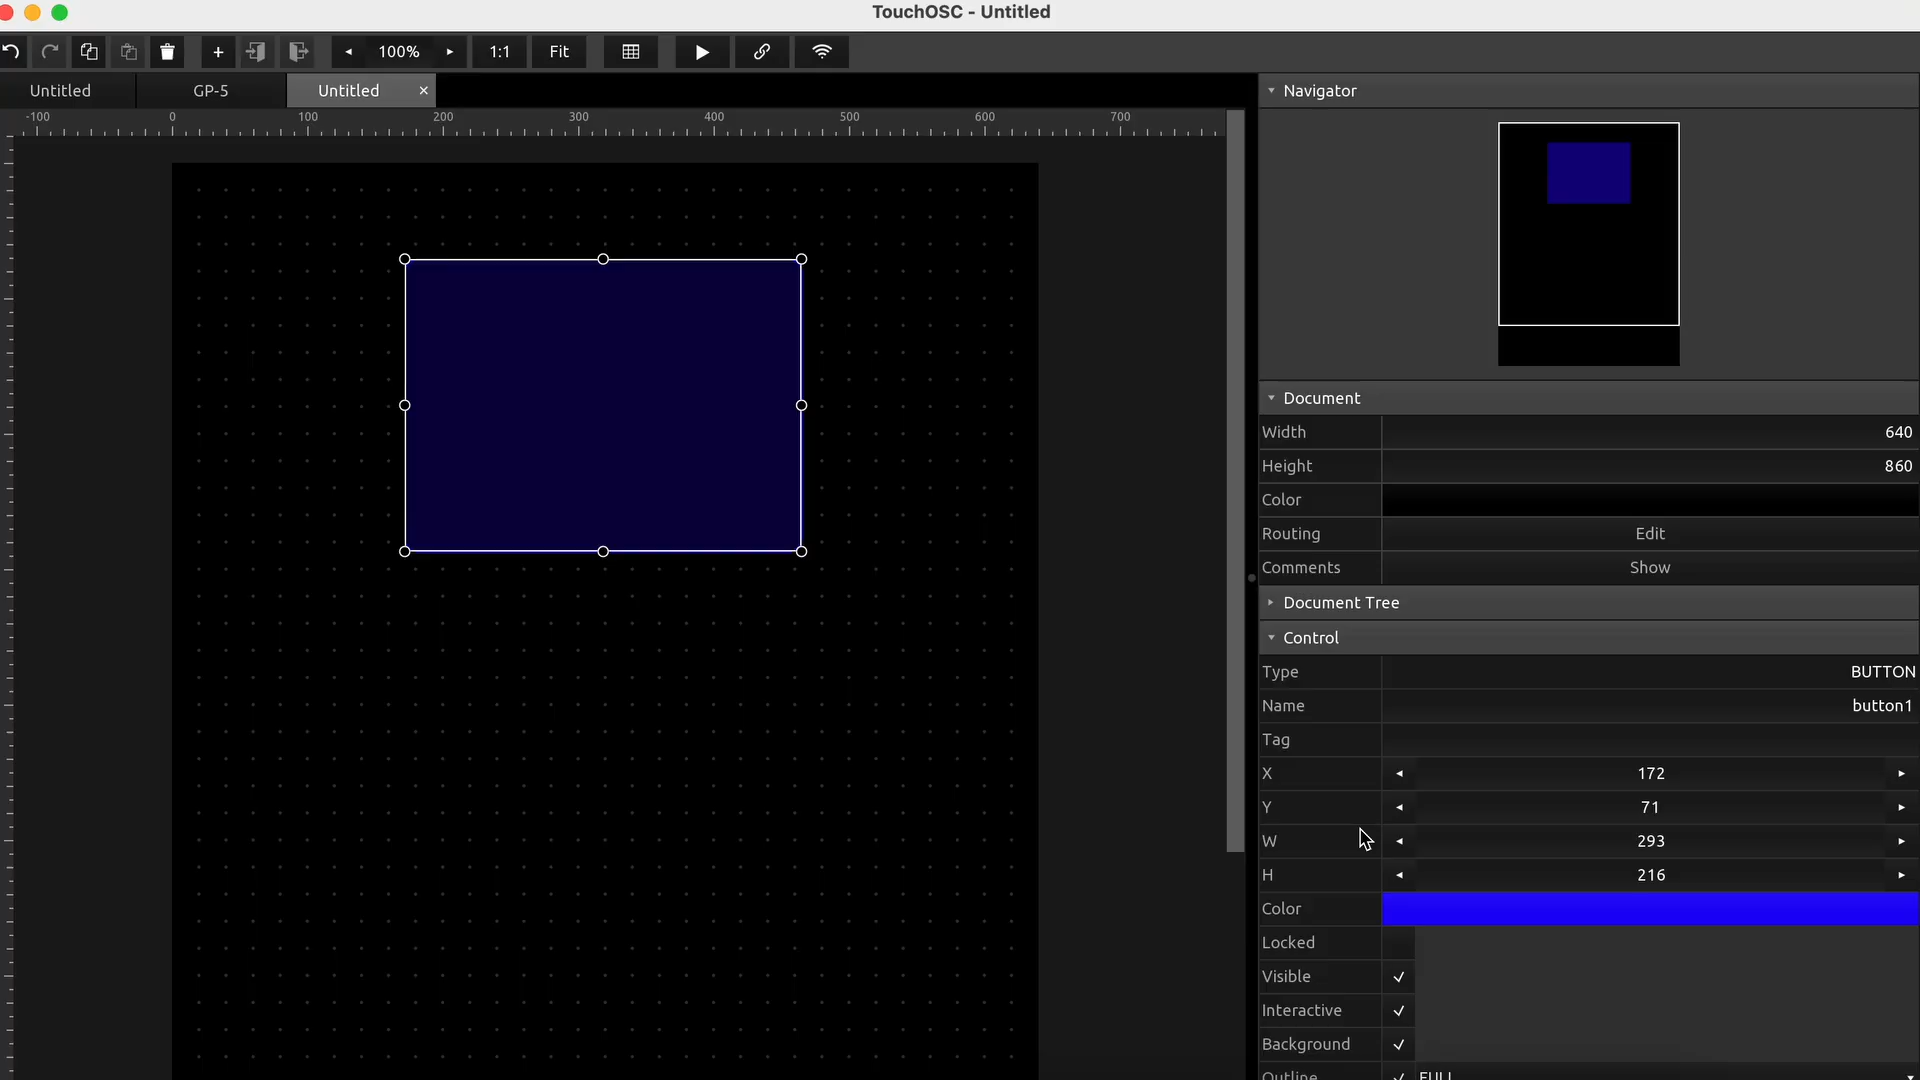 TouchOSC - Untitled
100%
1:1
Fit
Untitled
GP-5
Untitled
Navigator
-100
0
100
200
300
400
500
600
700
Document
Width 640
Height 860
Color
Routing Edit
Comments Show
Document Tree
Control
Type BUTTON
Name button1
Tag
X 172
Y 71
W 293
H 216
Color
Locked
Visible
Interactive
Background
Outline FULL